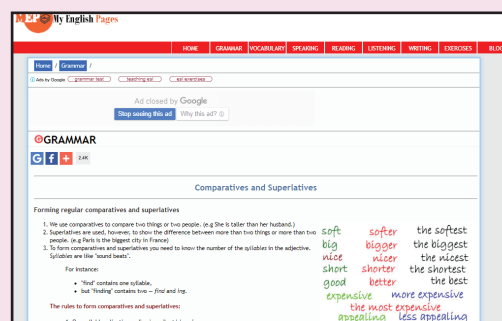 MEP My English Pages
HOME GRAMMAR VOCABULARY SPEAKING READING LISTENING WRITING EXERCISES BLOG
Home / Grammar /
Ads by Google grammar test teaching esl esl exercises
Ad closed by Google
Stop seeing this ad Why this ad?
GGRAMMAR
G f + 2.4K
Comparatives and Superlatives
Forming regular comparatives and superlatives
1. We use comparatives to compare two things or two people. (e.g She is taller than her husband.)
2. Superlatives are used, however, to show the difference between more than two things or more than two
people. (e.g Paris is the biggest city in France)
3. To form comparatives and superlatives you need to know the number of the syllables in the adjective.
Syllables are like "sound beats".
For instance:
"find" contains one syllable,
but "finding" contains two — find and ing.
The rules to form comparatives and superlatives:
soft softer the softest
big bigger the biggest
nice nicer the nicest
short shorter the shortest
good better the best
expensive more expensive
the most expensive
appealing less appealing